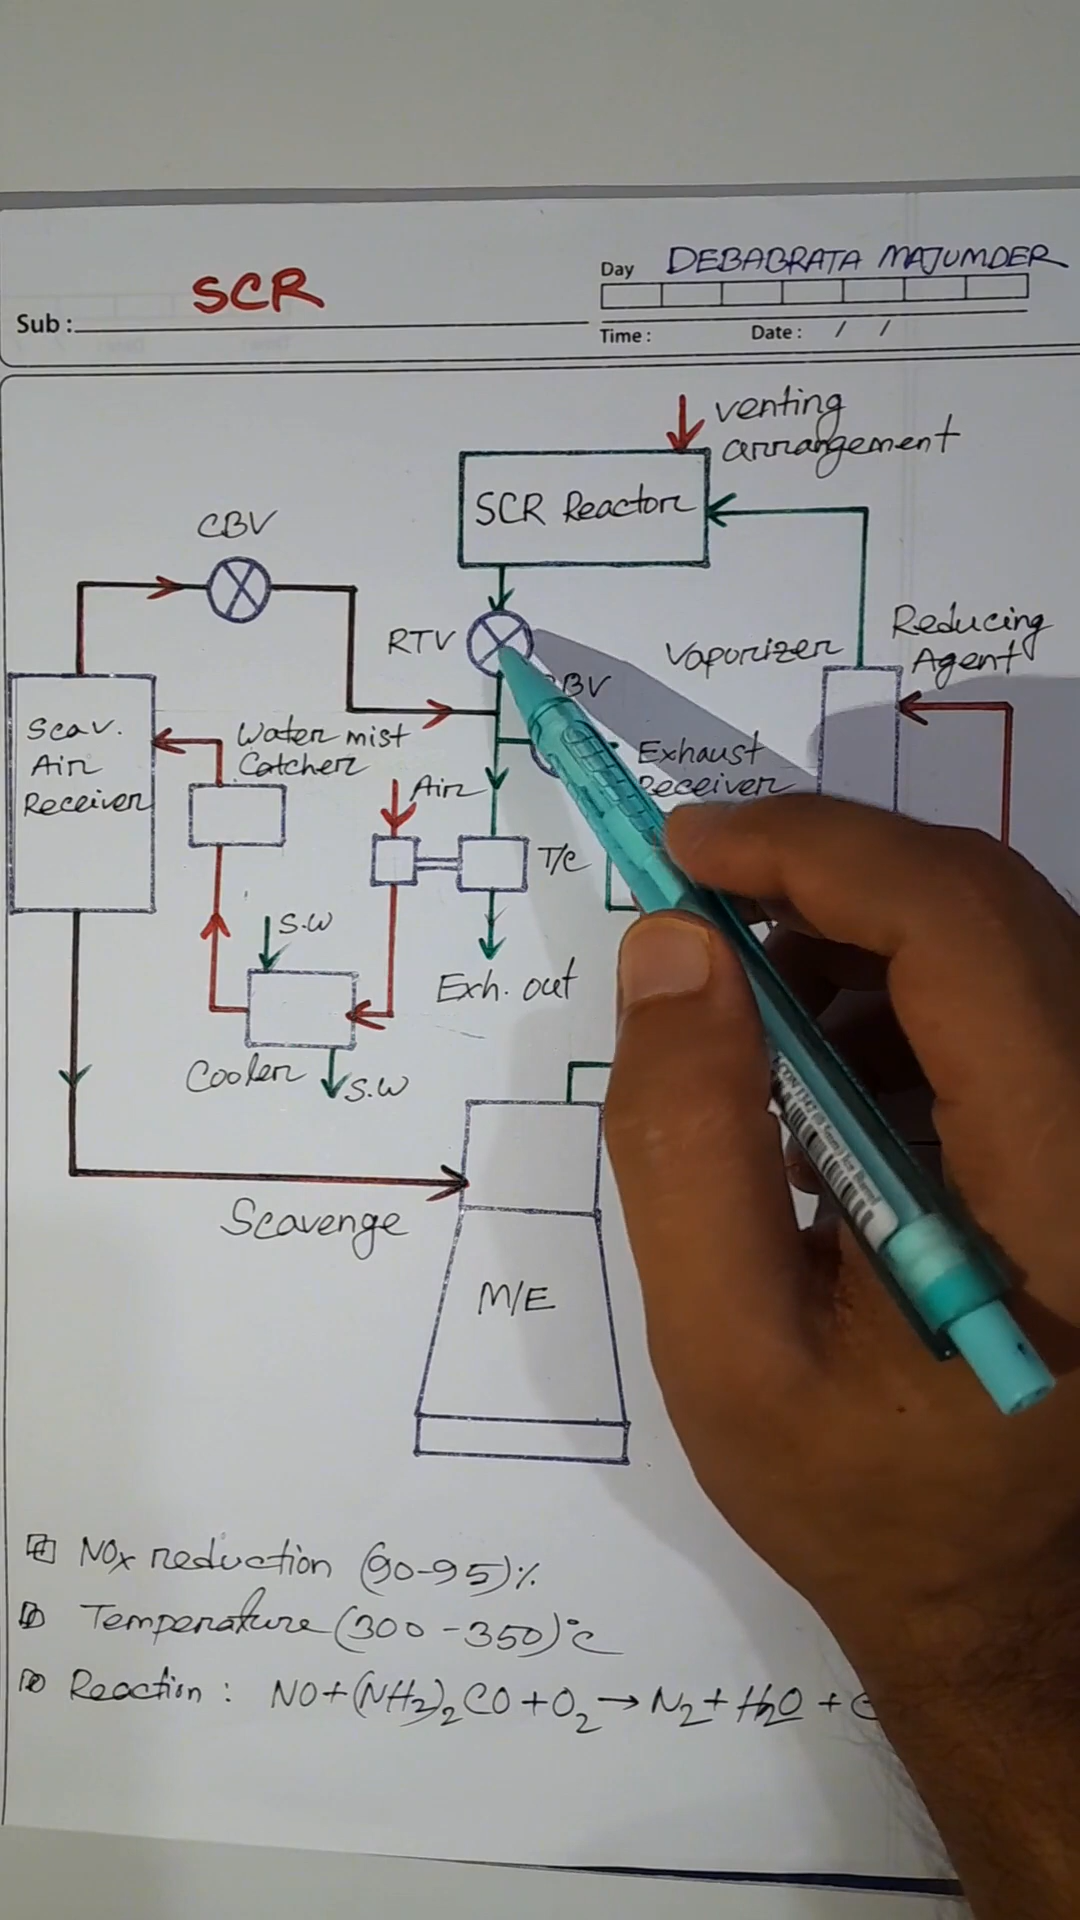 SCR
Sub :
Day DEBABRATA MAJUMDER
Time : Date : / /
venting
arrangement
SCR Reactor
CBV
RTV
Reducing
Agent
Vaporizer
BV
Scav.
Air
Receiver
Water mist
Catcher
Exhaust
Receiver
Air
T/C
S.W
Exh. out
Cooler
S.W
Scavenge
M/E
NOx reduction (90-95)%
Temperature (300-350)°C
Reaction : NO+(NH2)2CO+O2→N2+H2O+C